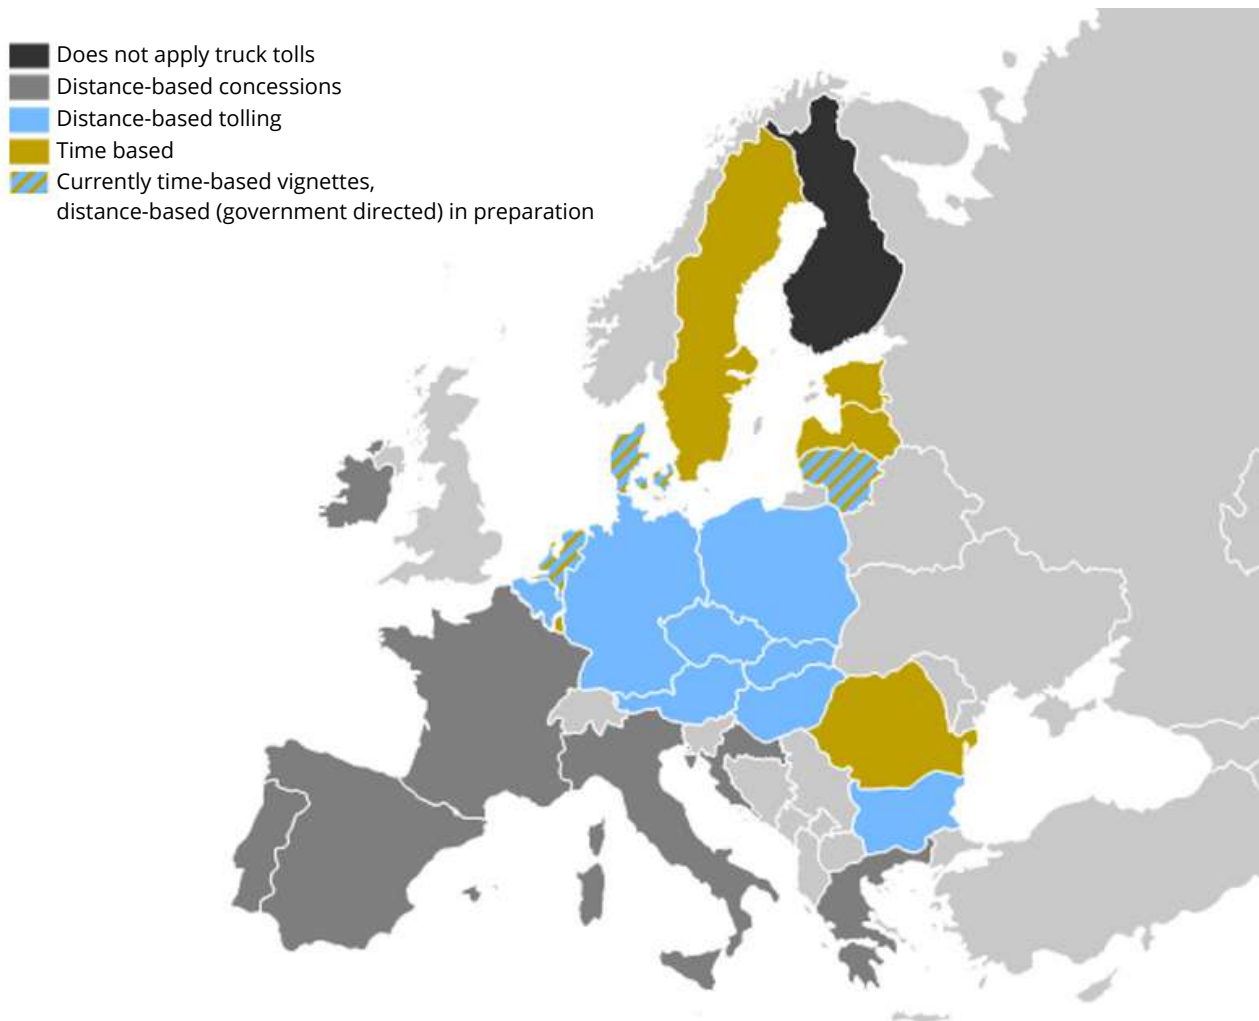 Does not apply truck tolls
Distance-based concessions
Distance-based tolling
Time based
Currently time-based vignettes,
distance-based (government directed) in preparation